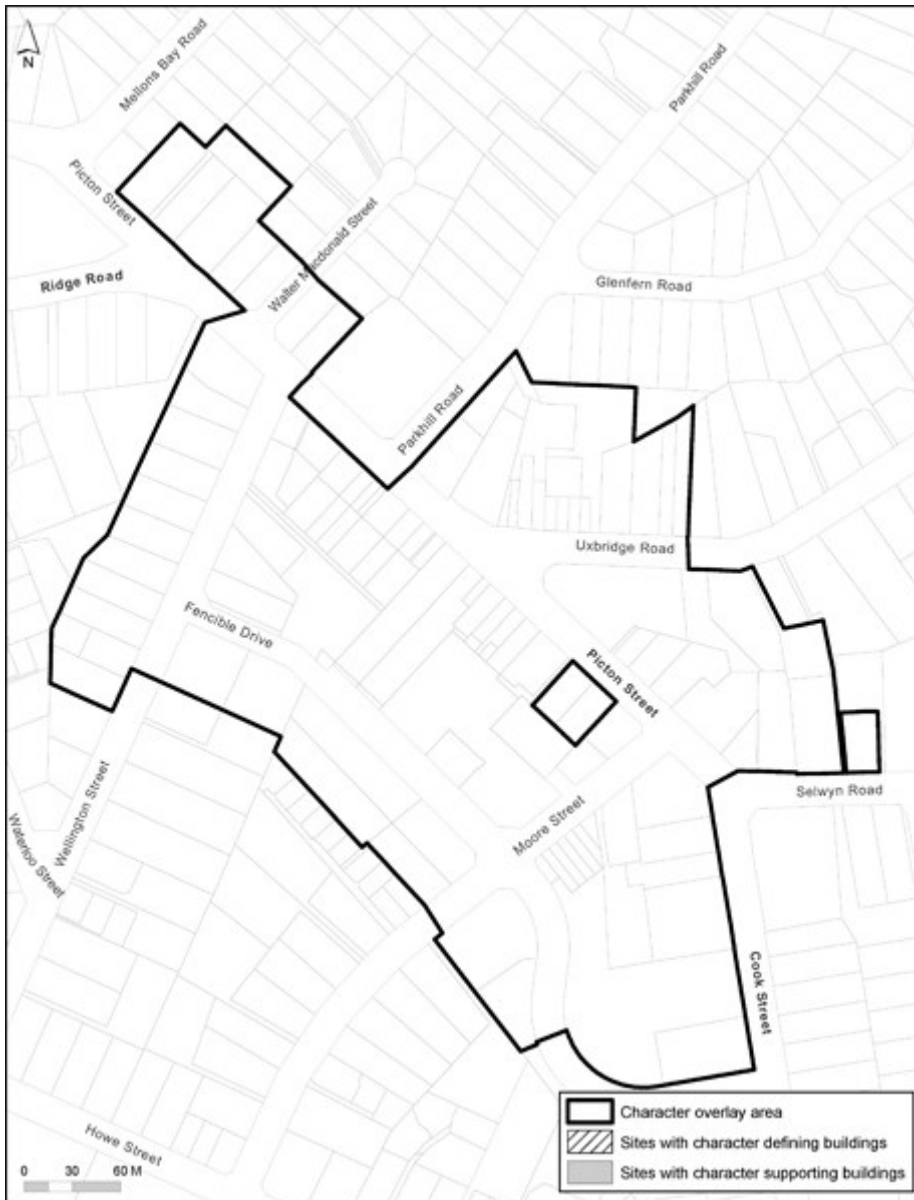 N
Mellons Bay Road
Parkhill Road
Picton Street
Walter Macdonald Street
Ridge Road
Glenfern Road
Parkhill Road
Uxbridge Road
Fencible Drive
Picton Street
Selwyn Road
Moore Street
Wellington Street
Waterloo Street
Cook Street
Howe Street
0 30 60 M
Character overlay area
Sites with character defining buildings
Sites with character supporting buildings